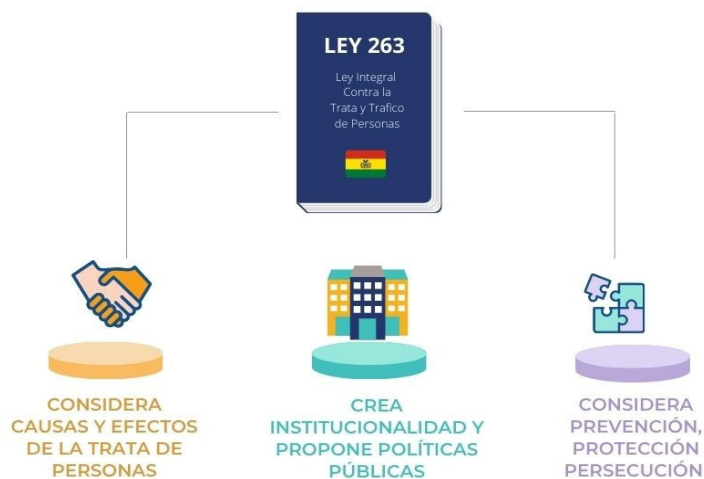 LEY 263
Ley Integral
Contra la
Trata y Trafico
de Personas
CONSIDERA
CAUSAS Y EFECTOS
DE LA TRATA DE
PERSONAS
CREA
INSTITUCIONALIDAD Y
PROPONE POLÍTICAS
PÚBLICAS
CONSIDERA
PREVENCIÓN,
PROTECCIÓN
PERSECUCIÓN